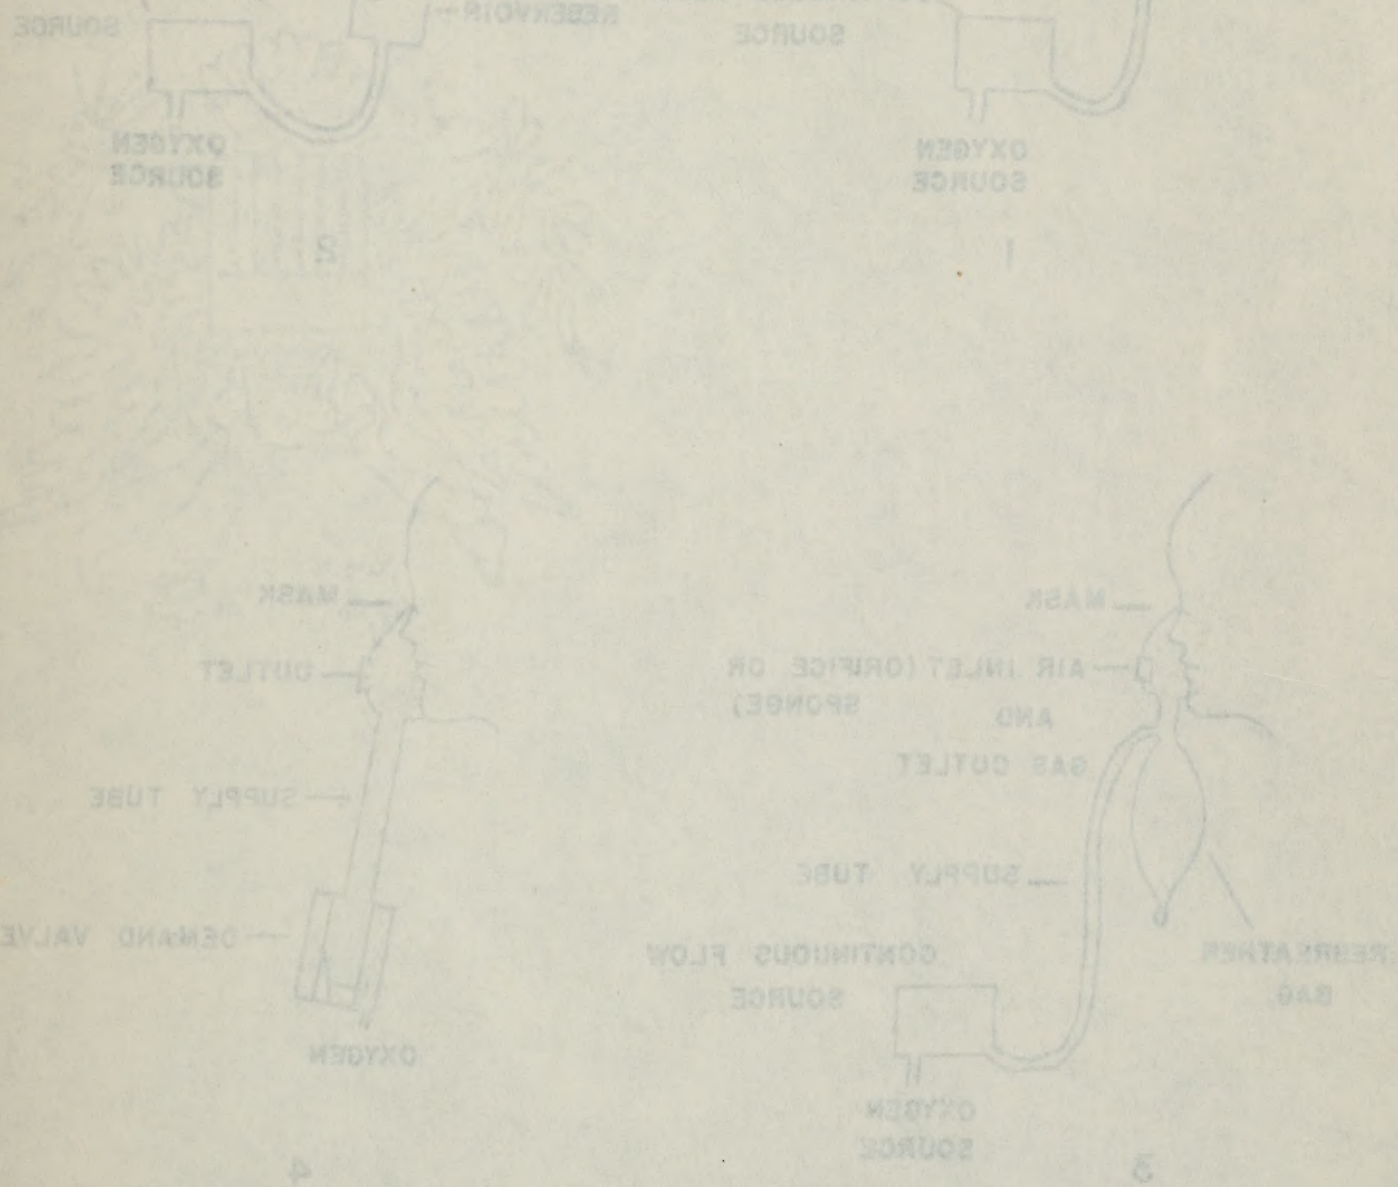 RESERVOIR
SOURCE
SOURCE
OXYGEN
SOURCE
OXYGEN
SOURCE
1
2
MASK
AIR INLET (ORIFICE OR
AND SPONGE)
GAS OUTLET
SUPPLY TUBE
CONTINUOUS FLOW
SOURCE
REBREATHER
BAG
OXYGEN
SOURCE
3
MASK
OUTLET
SUPPLY TUBE
DEMAND VALVE
OXYGEN
4